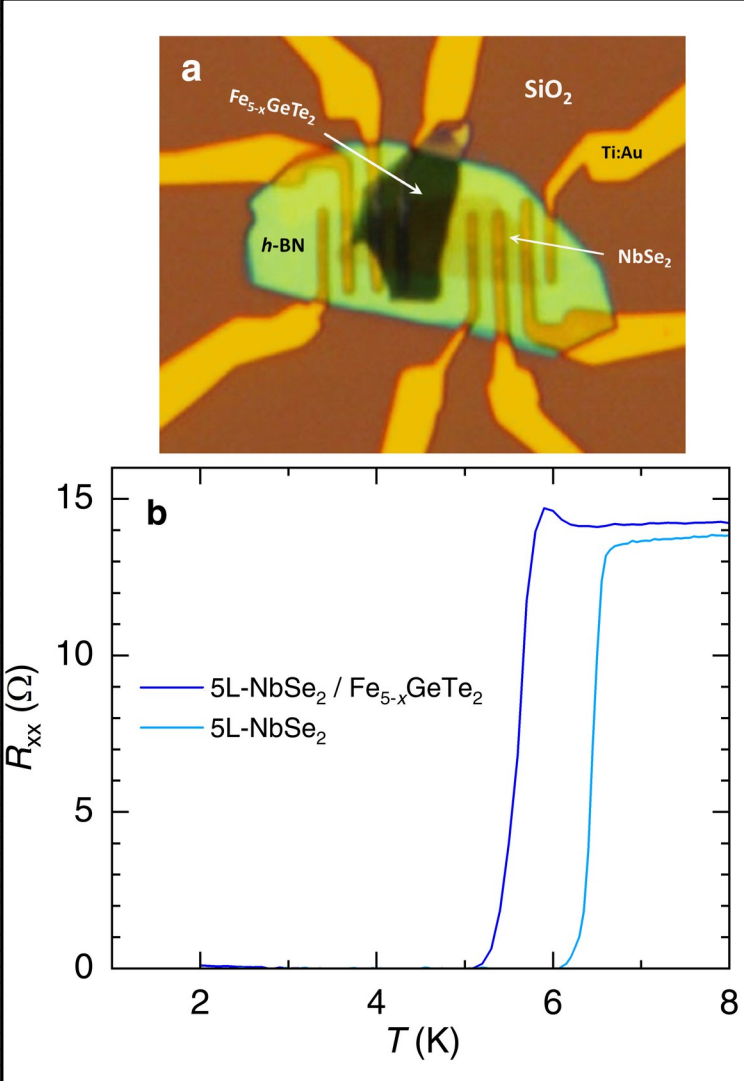 a
Fe₅₋ₓGeTe₂
SiO₂
Ti:Au
h-BN
NbSe₂
b
15
10
5
0
Rxx (Ω)
5L-NbSe₂ / Fe₅₋ₓGeTe₂
5L-NbSe₂
2 4 6 8
T (K)